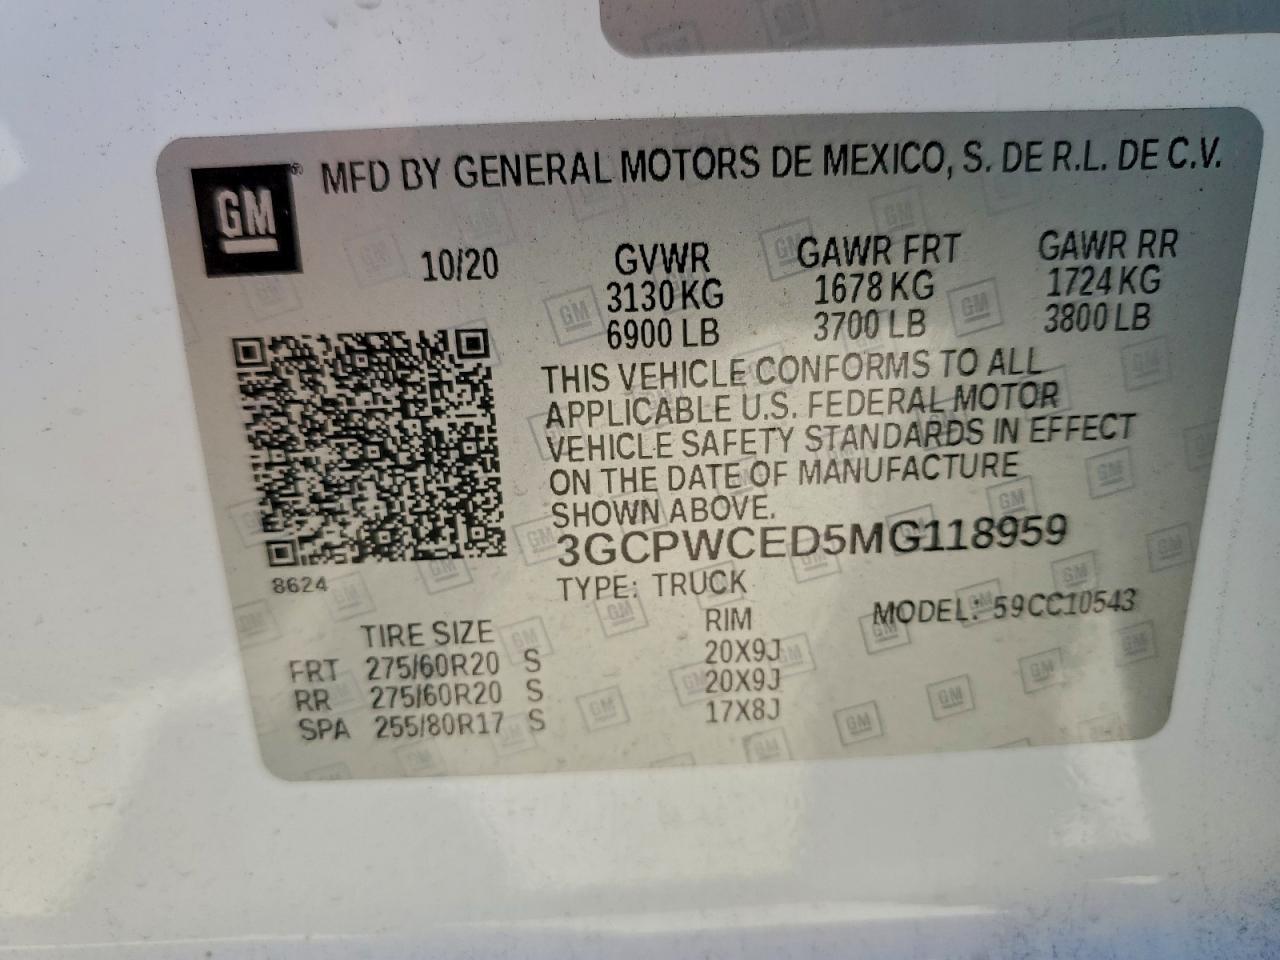 GM® MFD BY GENERAL MOTORS DE MEXICO, S. DE R.L. DE C.V.
10/20 GVWR GAWR FRT GAWR RR
3130 KG 1678 KG 1724 KG
6900 LB 3700 LB 3800 LB
THIS VEHICLE CONFORMS TO ALL
APPLICABLE U.S. FEDERAL MOTOR
VEHICLE SAFETY STANDARDS IN EFFECT
ON THE DATE OF MANUFACTURE
SHOWN ABOVE.
3GCPWCED5MG118959
8624
TYPE: TRUCK MODEL: 59CC10543
TIRE SIZE RIM
FRT 275/60R20 S 20X9J
RR 275/60R20 S 20X9J
SPA 255/80R17 S 17X8J